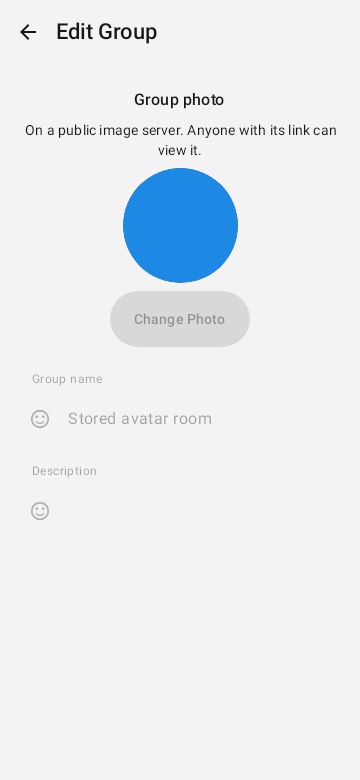 Edit Group
Group photo
On a public image server. Anyone with its link can
view it.
Change Photo
Group name
Stored avatar room
Description